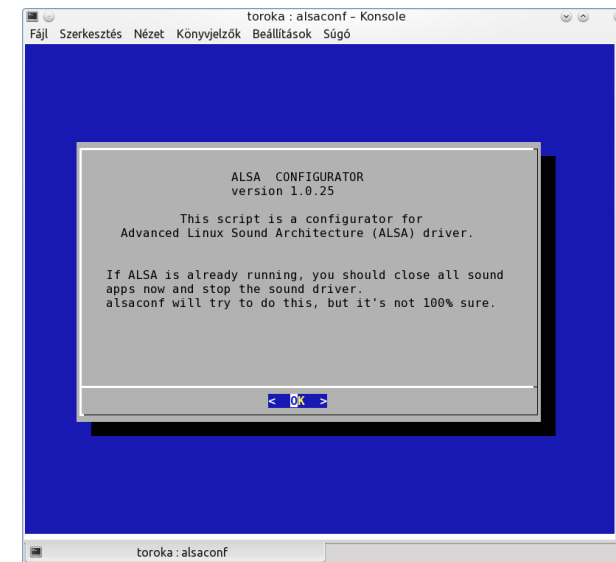 toroka : alsaconf – Konsole
Fájl Szerkesztés Nézet Könyvjelzők Beállítások Súgó
ALSA CONFIGURATOR
version 1.0.25
This script is a configurator for
Advanced Linux Sound Architecture (ALSA) driver.
If ALSA is already running, you should close all sound
apps now and stop the sound driver.
alsaconf will try to do this, but it's not 100% sure.
< OK >
toroka : alsaconf